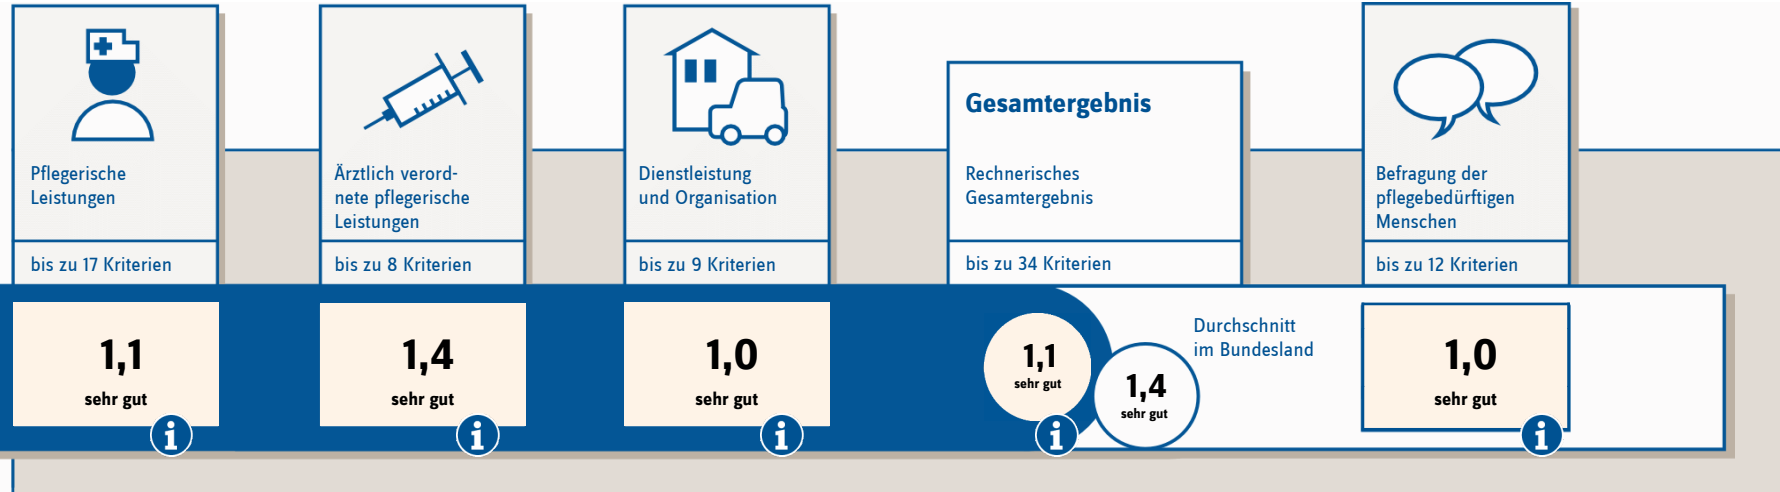 Pflegerische
Leistungen
bis zu 17 Kriterien
1,1
sehr gut
i
Ärztlich verord-
nete pflegerische
Leistungen
bis zu 8 Kriterien
1,4
sehr gut
i
Dienstleistung
und Organisation
bis zu 9 Kriterien
1,0
sehr gut
i
Gesamtergebnis
Rechnerisches
Gesamtergebnis
bis zu 34 Kriterien
1,1
sehr gut
i
Durchschnitt
im Bundesland
1,4
sehr gut
Befragung der
pflegebedürftigen
Menschen
bis zu 12 Kriterien
1,0
sehr gut
i